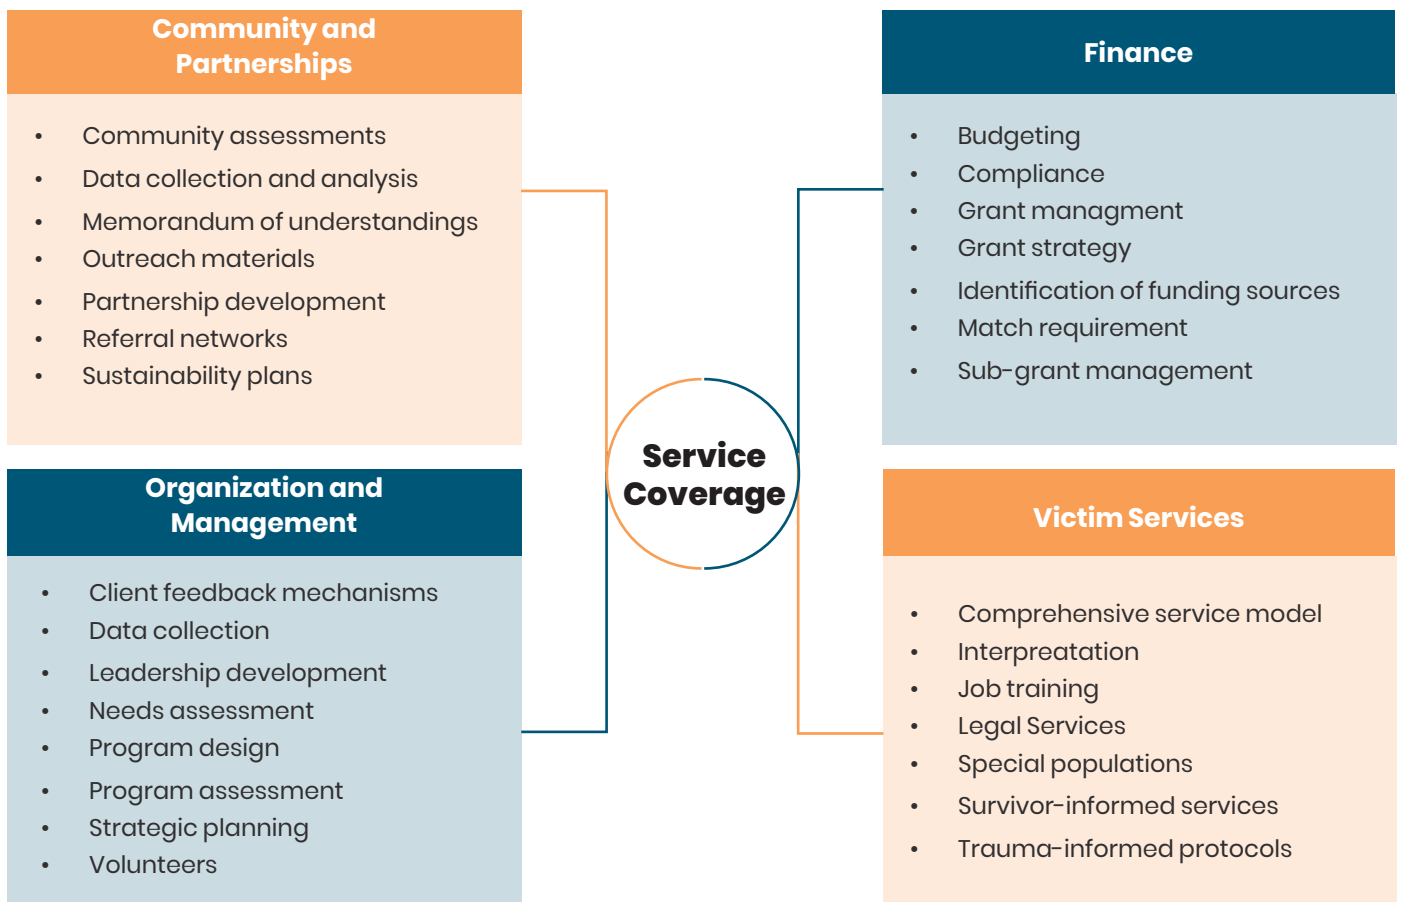 Community and
Partnerships
• Community assessments
• Data collection and analysis
• Memorandum of understandings
• Outreach materials
• Partnership development
• Referral networks
• Sustainability plans
Finance
• Budgeting
• Compliance
• Grant managment
• Grant strategy
• Identification of funding sources
• Match requirement
• Sub-grant management
Service
Coverage
Organization and
Management
• Client feedback mechanisms
• Data collection
• Leadership development
• Needs assessment
• Program design
• Program assessment
• Strategic planning
• Volunteers
Victim Services
• Comprehensive service model
• Interpreatation
• Job training
• Legal Services
• Special populations
• Survivor-informed services
• Trauma-informed protocols